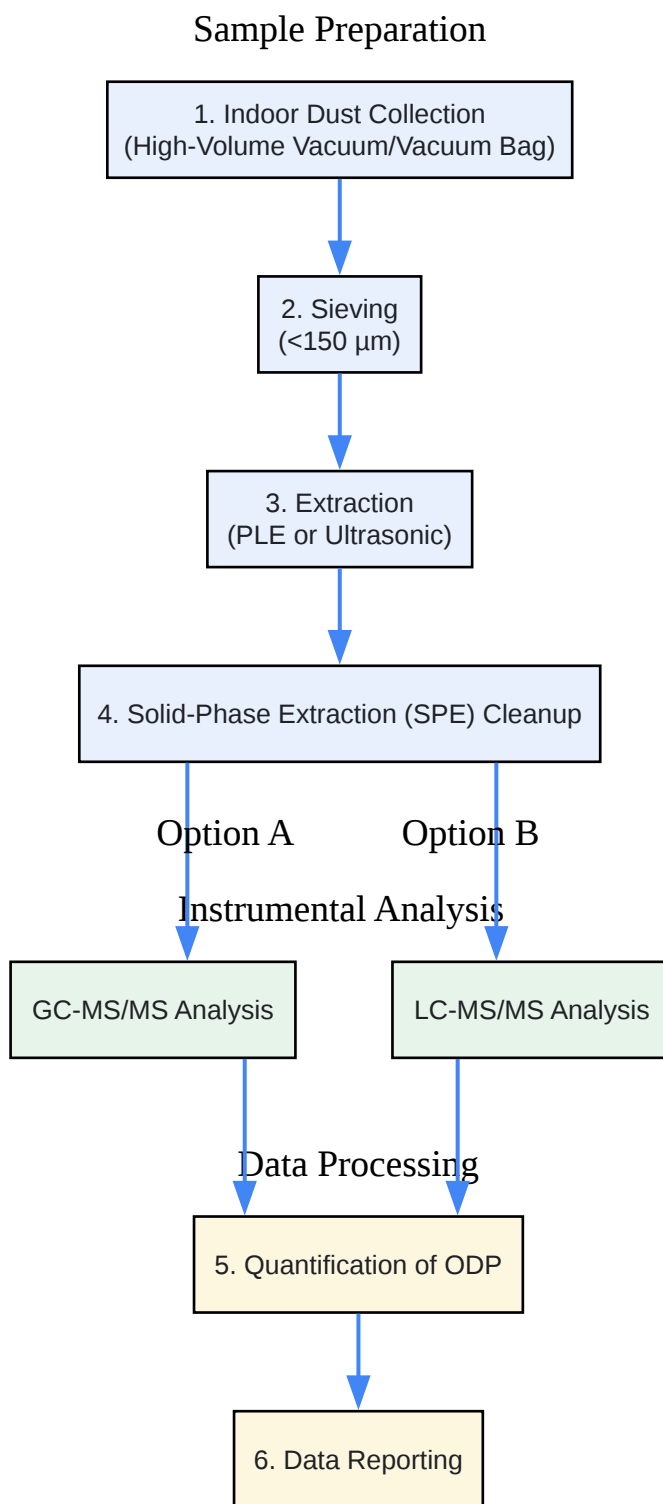 Sample Preparation
1. Indoor Dust Collection
(High-Volume Vacuum/Vacuum Bag)
2. Sieving
(<150 µm)
3. Extraction
(PLE or Ultrasonic)
4. Solid-Phase Extraction (SPE) Cleanup
Option A
Option B
Instrumental Analysis
GC-MS/MS Analysis
LC-MS/MS Analysis
Data Processing
5. Quantification of ODP
6. Data Reporting